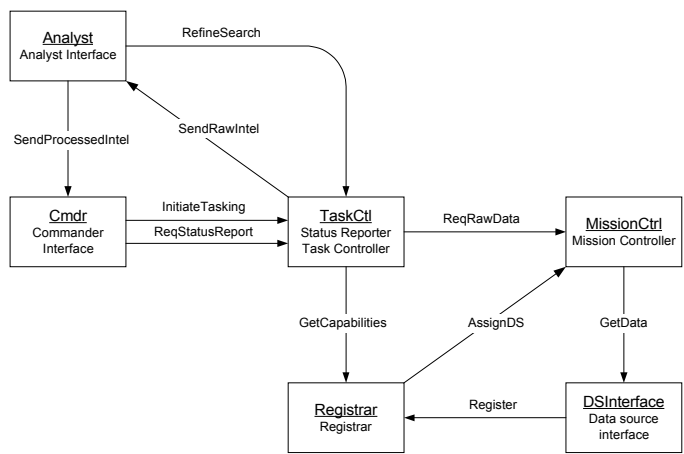 Analyst
Analyst Interface
RefineSearch
SendRawIntel
SendProcessedIntel
Cmdr
Commander
Interface
InitiateTasking
ReqStatusReport
TaskCtl
Status Reporter
Task Controller
ReqRawData
MissionCtrl
Mission Controller
GetCapabilities
AssignDS
GetData
Registrar
Registrar
Register
DSInterface
Data source
interface